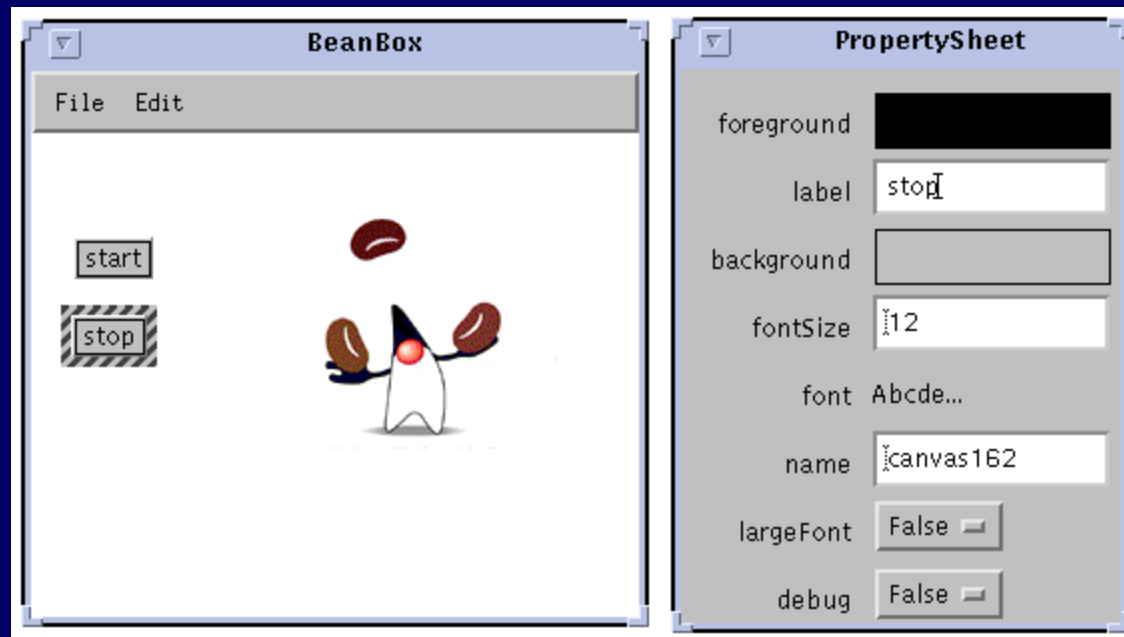 BeanBox
File Edit
start
stop
PropertySheet
foreground
label stop
background
fontSize 12
font Abcde...
name canvas162
largeFont False
debug False